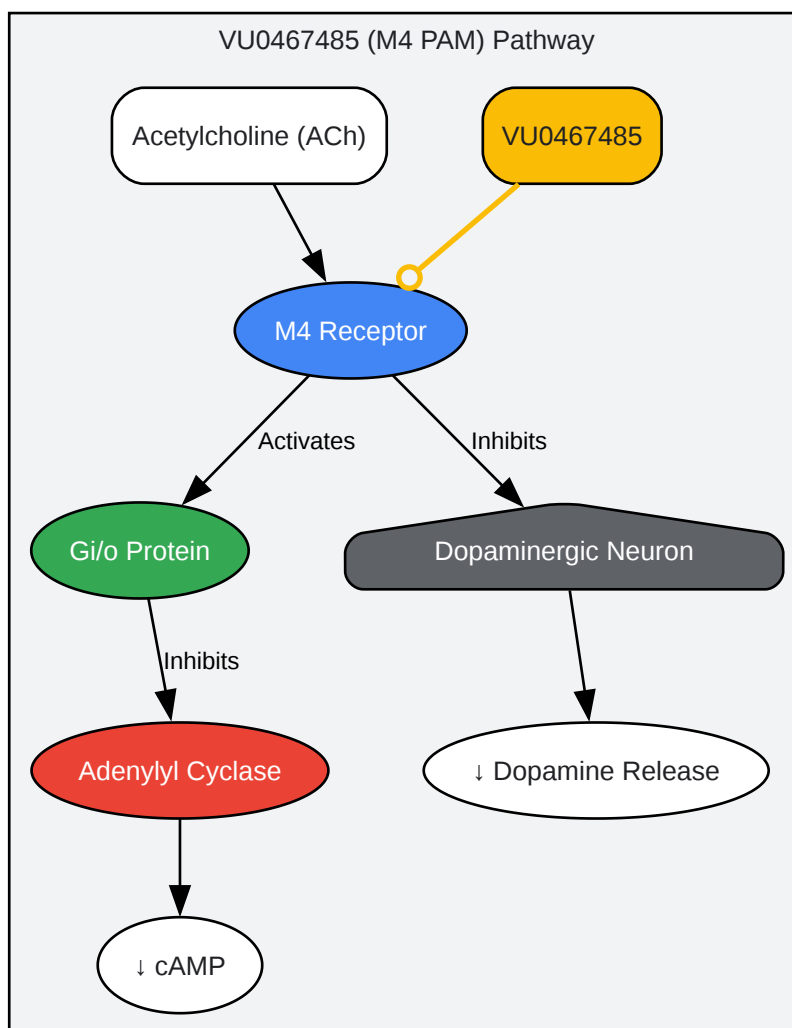 VU0467485 (M4 PAM) Pathway
Acetylcholine (ACh)
VU0467485
M4 Receptor
Activates
Inhibits
Gi/o Protein
Dopaminergic Neuron
Inhibits
Adenylyl Cyclase
↓ Dopamine Release
↓ cAMP